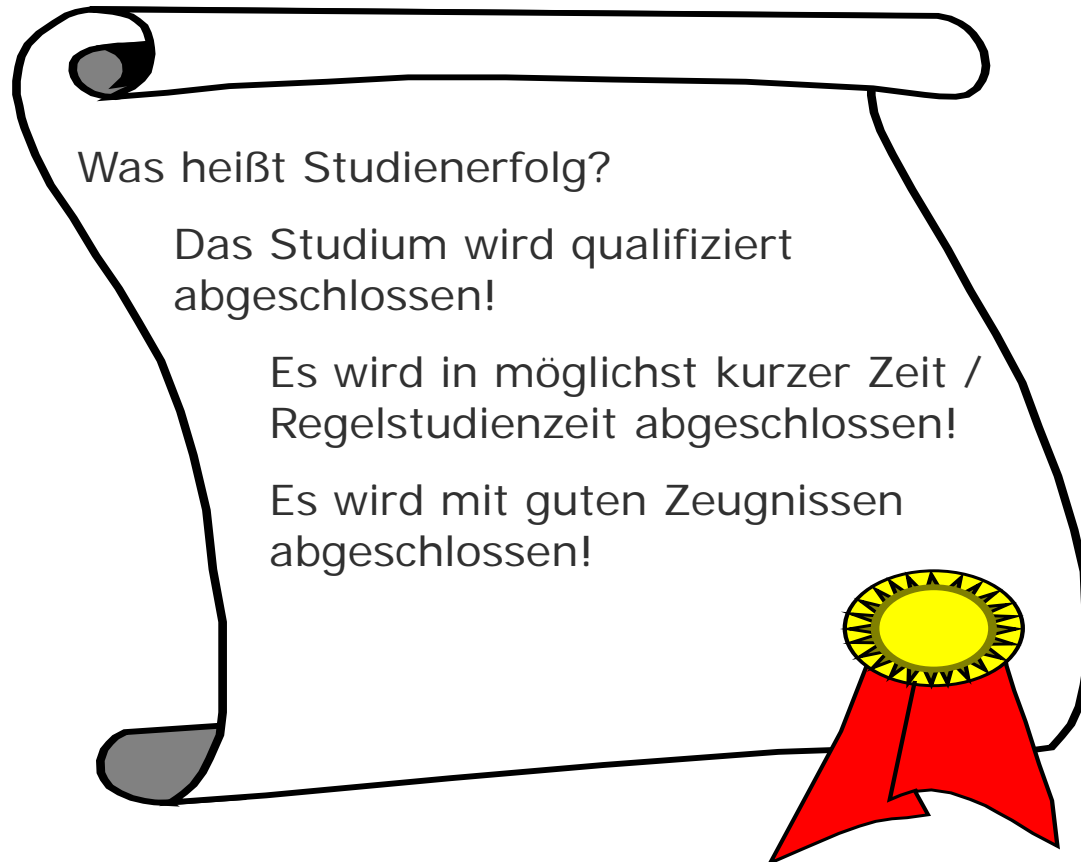 Was heißt Studienerfolg?
Das Studium wird qualifiziert
abgeschlossen!
Es wird in möglichst kurzer Zeit /
Regelstudienzeit abgeschlossen!
Es wird mit guten Zeugnissen
abgeschlossen!